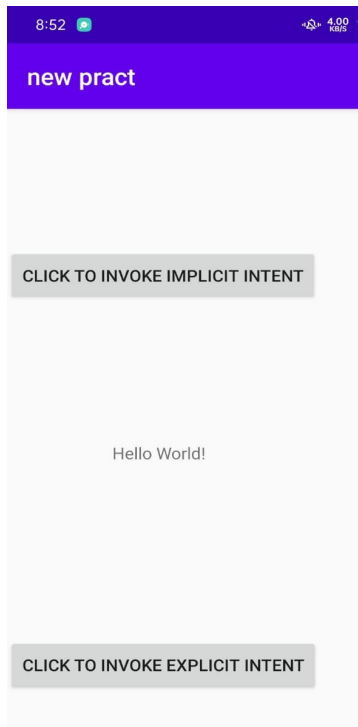 8:52 4.00
KB/S
new pract
CLICK TO INVOKE IMPLICIT INTENT
Hello World!
CLICK TO INVOKE EXPLICIT INTENT